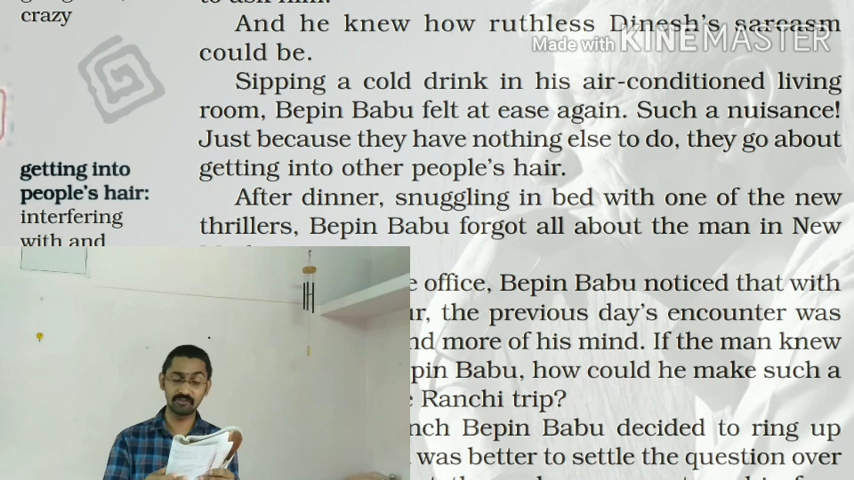 crazy
And he knew how ruthless Dinesh's sarcasm
could be.
Made with KINEMASTER
Sipping a cold drink in his air-conditioned living
room, Bepin Babu felt at ease again. Such a nuisance!
Just because they have nothing else to do, they go about
getting into other people's hair.
getting into
people's hair:
interfering
with and
After dinner, snuggling in bed with one of the new
thrillers, Bepin Babu forgot all about the man in New
office, Bepin Babu noticed that with
the previous day's encounter was
more of his mind. If the man knew
Babu, how could he make such a
Ranchi trip?
Bepin Babu decided to ring up
was better to settle the question over